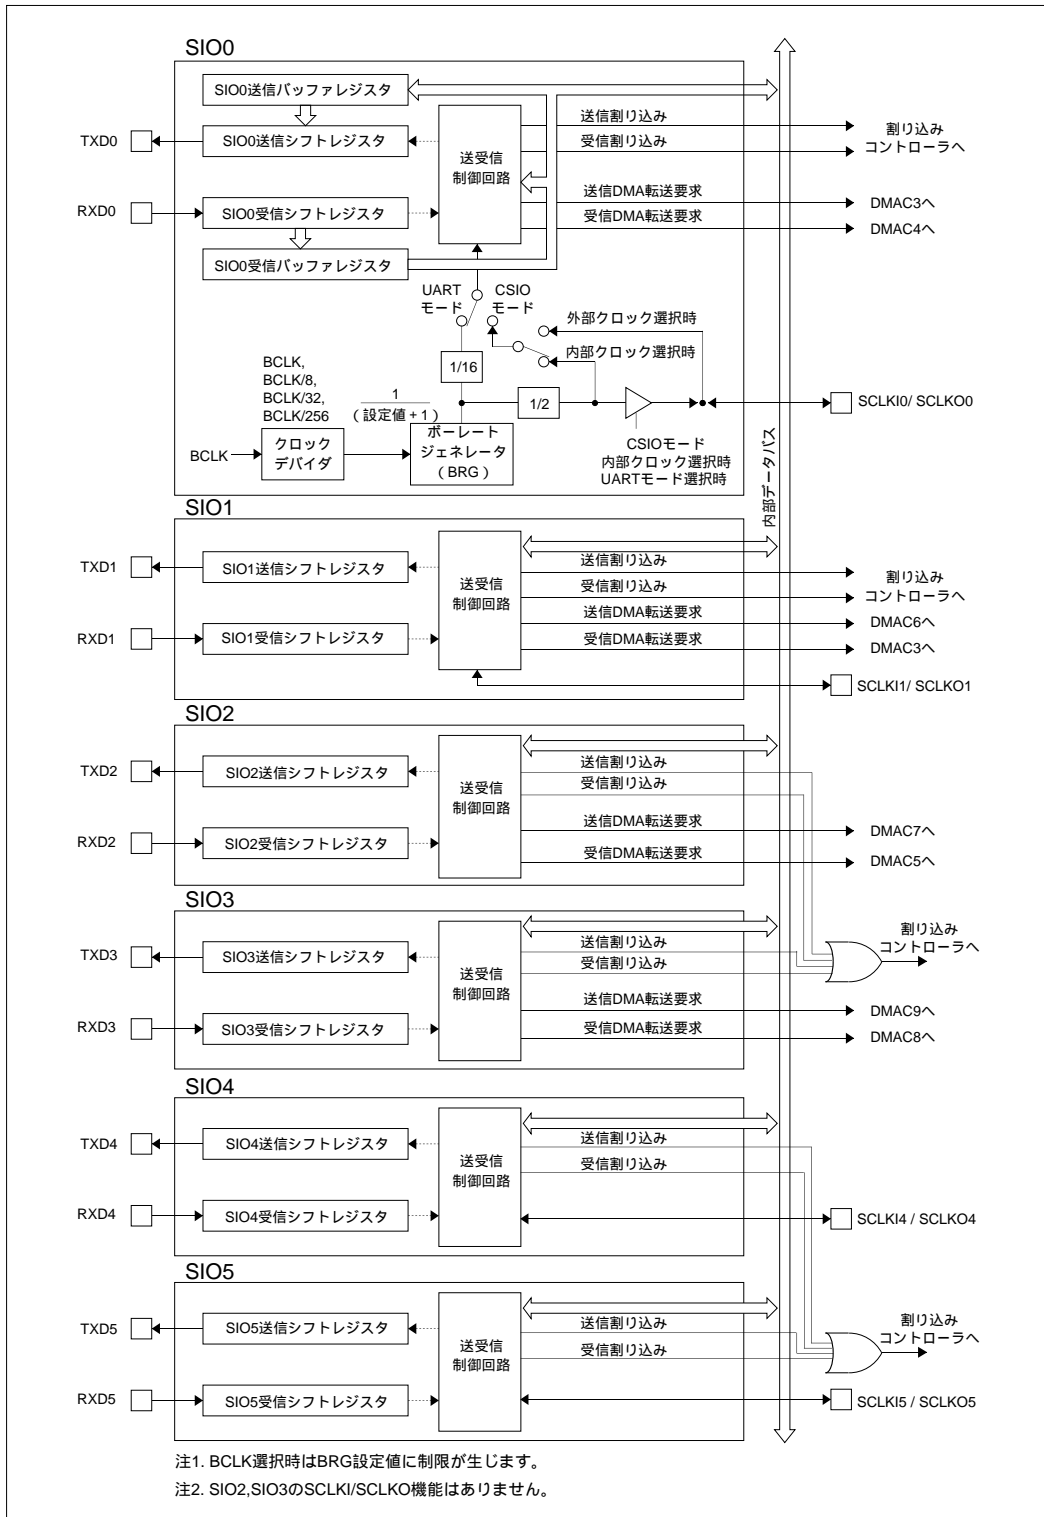 SIO0
SIO0送信バッファレジスタ
TXD0
SIO0送信シフトレジスタ
送受信
制御回路
送信割り込み
受信割り込み
割り込み
コントローラへ
RXD0
SIO0受信シフトレジスタ
送信DMA転送要求
受信DMA転送要求
DMAC3へ
DMAC4へ
SIO0受信バッファレジスタ
UART
モード
CSIO
モード
外部クロック選択時
内部クロック選択時
BCLK,
BCLK/8,
BCLK/32,
BCLK/256
1
(設定値+1)
1/16
1/2
SCLKI0/ SCLKO0
BCLK
クロック
デバイダ
ボーレート
ジェネレータ
(BRG)
CSIOモード
内部クロック選択時
UARTモード選択時
内部データバス
SIO1
TXD1
SIO1送信シフトレジスタ
送受信
制御回路
送信割り込み
受信割り込み
割り込み
コントローラへ
RXD1
SIO1受信シフトレジスタ
送信DMA転送要求
受信DMA転送要求
DMAC6へ
DMAC3へ
SCLKI1/ SCLKO1
SIO2
TXD2
SIO2送信シフトレジスタ
送受信
制御回路
送信割り込み
受信割り込み
RXD2
SIO2受信シフトレジスタ
送信DMA転送要求
受信DMA転送要求
DMAC7へ
DMAC5へ
SIO3
TXD3
SIO3送信シフトレジスタ
送受信
制御回路
送信割り込み
受信割り込み
割り込み
コントローラへ
RXD3
SIO3受信シフトレジスタ
送信DMA転送要求
受信DMA転送要求
DMAC9へ
DMAC8へ
SIO4
TXD4
SIO4送信シフトレジスタ
送受信
制御回路
送信割り込み
受信割り込み
RXD4
SIO4受信シフトレジスタ
SCLKI4 / SCLKO4
SIO5
TXD5
SIO5送信シフトレジスタ
送受信
制御回路
送信割り込み
受信割り込み
割り込み
コントローラへ
RXD5
SIO5受信シフトレジスタ
SCLKI5 / SCLKO5
注1. BCLK選択時はBRG設定値に制限が生じます。
注2. SIO2,SIO3のSCLKI/SCLKO機能はありません。